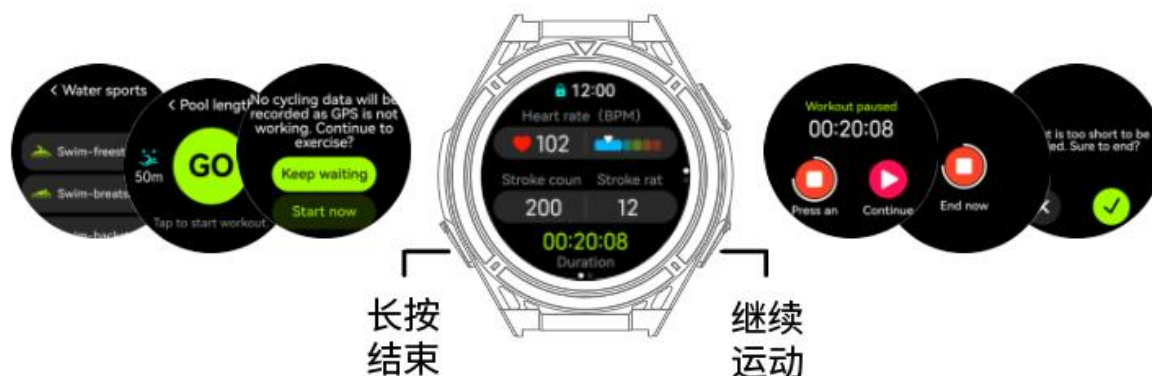 < Water sports
Swim-freest
Swim-breats
im-backst
< Pool length
50m
GO
Tap to start workout
No cycling data will be
recorded as GPS is not
working. Continue to
exercise?
Keep waiting
Start now
12:00
Heart rate (BPM)
102
Stroke coun Stroke rat
200 12
00:20:08
Duration
长按
结束
继续
运动
Workout paused
00:20:08
Press an
Continue
End now
t is too short to be
ed. Sure to end?